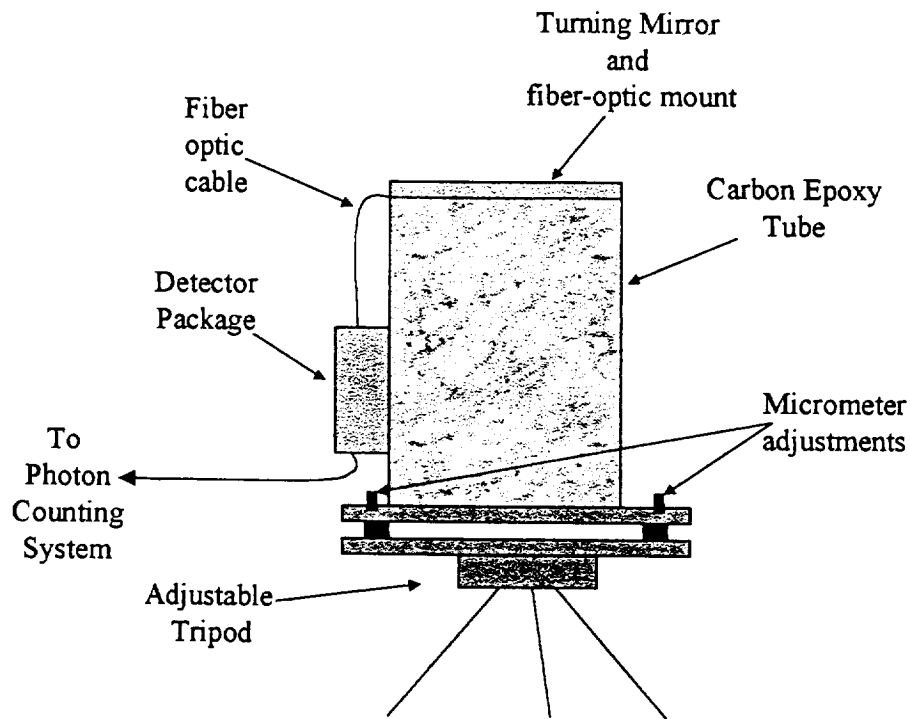 Turning Mirror
and
fiber-optic mount
Fiber
optic
cable
Carbon Epoxy
Tube
Detector
Package
Micrometer
adjustments
To
Photon
Counting
System
Adjustable
Tripod